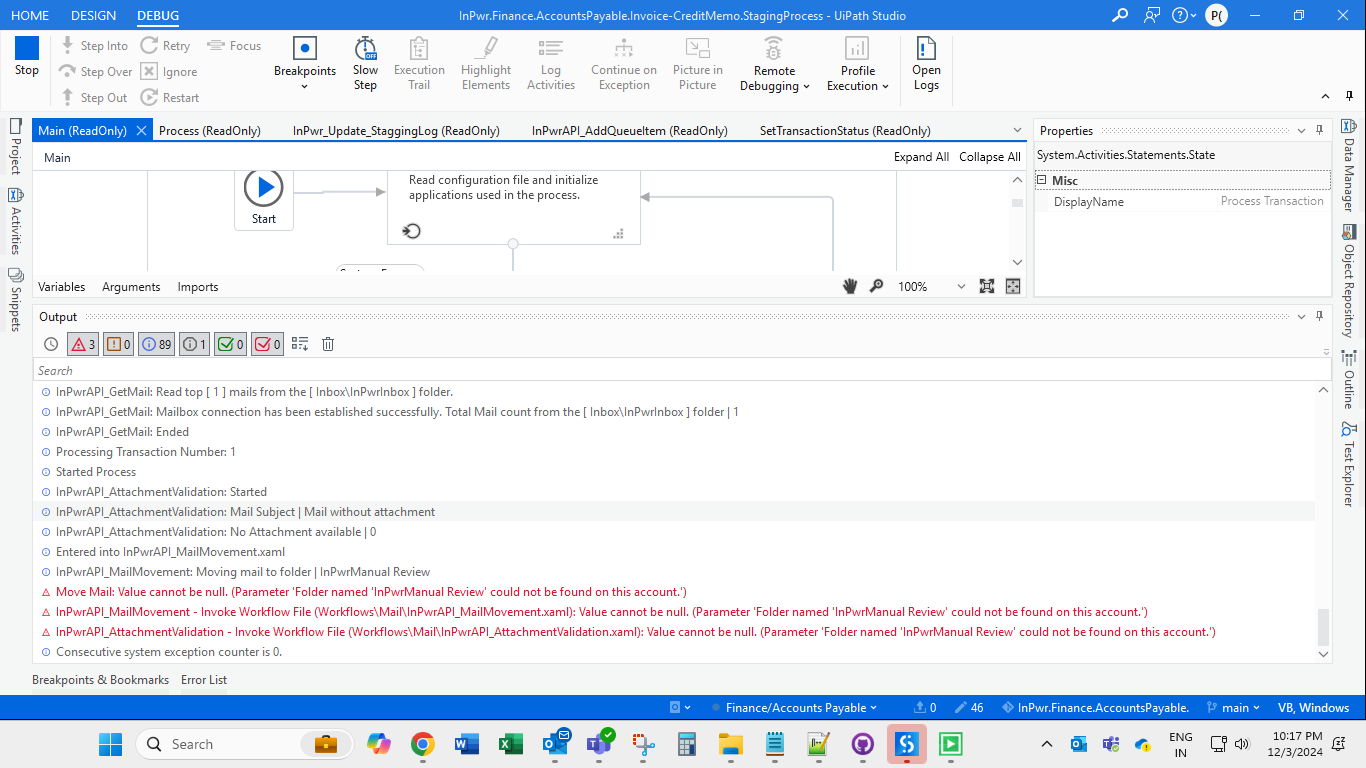 HOME DESIGN DEBUG InPwr.Finance.AccountsPayable.Invoice-CreditMemo.StagingProcess - UiPath Studio P(
Stop
Step Into Retry Focus
Step Over Ignore
Step Out Restart
Breakpoints
Slow Step
Execution Trail
Highlight Elements
Log Activities
Continue on Exception
Picture in Picture
Remote Debugging
Profile Execution
Open Logs
Main (ReadOnly) Process (ReadOnly) InPwr_Update_StaggingLog (ReadOnly) InPwrAPI_AddQueueItem (ReadOnly) SetTransactionStatus (ReadOnly)
Main Expand All Collapse All
Start
Read configuration file and initialize
applications used in the process.
Variables Arguments Imports 100%
Project
Activities
Snippets
Properties
System.Activities.Statements.State
Misc
DisplayName Process Transaction
Data Manager
Object Repository
Outline
Test Explorer
Output
3 0 89 1 0 0
Search
InPwrAPI_GetMail: Read top [ 1 ] mails from the [ Inbox\InPwrInbox ] folder.
InPwrAPI_GetMail: Mailbox connection has been established successfully. Total Mail count from the [ Inbox\InPwrInbox ] folder | 1
InPwrAPI_GetMail: Ended
Processing Transaction Number: 1
Started Process
InPwrAPI_AttachmentValidation: Started
InPwrAPI_AttachmentValidation: Mail Subject | Mail without attachment
InPwrAPI_AttachmentValidation: No Attachment available | 0
Entered into InPwrAPI_MailMovement.xaml
InPwrAPI_MailMovement: Moving mail to folder | InPwrManual Review
Move Mail: Value cannot be null. (Parameter 'Folder named 'InPwrManual Review' could not be found on this account.')
InPwrAPI_MailMovement - Invoke Workflow File (Workflows\Mail\InPwrAPI_MailMovement.xaml): Value cannot be null. (Parameter 'Folder named 'InPwrManual Review' could not be found on this account.')
InPwrAPI_AttachmentValidation - Invoke Workflow File (Workflows\Mail\InPwrAPI_AttachmentValidation.xaml): Value cannot be null. (Parameter 'Folder named 'InPwrManual Review' could not be found on this account.')
Consecutive system exception counter is 0.
Breakpoints & Bookmarks Error List
Finance/Accounts Payable 0 46 InPwr.Finance.AccountsPayable. main VB, Windows
Search
ENG
IN
10:17 PM
12/3/2024